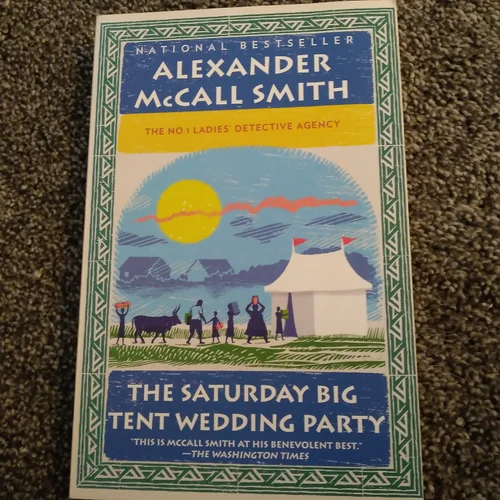 NATIONAL BESTSELLER
ALEXANDER
McCALL SMITH
THE NO.1 LADIES' DETECTIVE AGENCY
THE SATURDAY BIG
TENT WEDDING PARTY
"THIS IS MCCALL SMITH AT HIS BENEVOLENT BEST."
—THE WASHINGTON TIMES